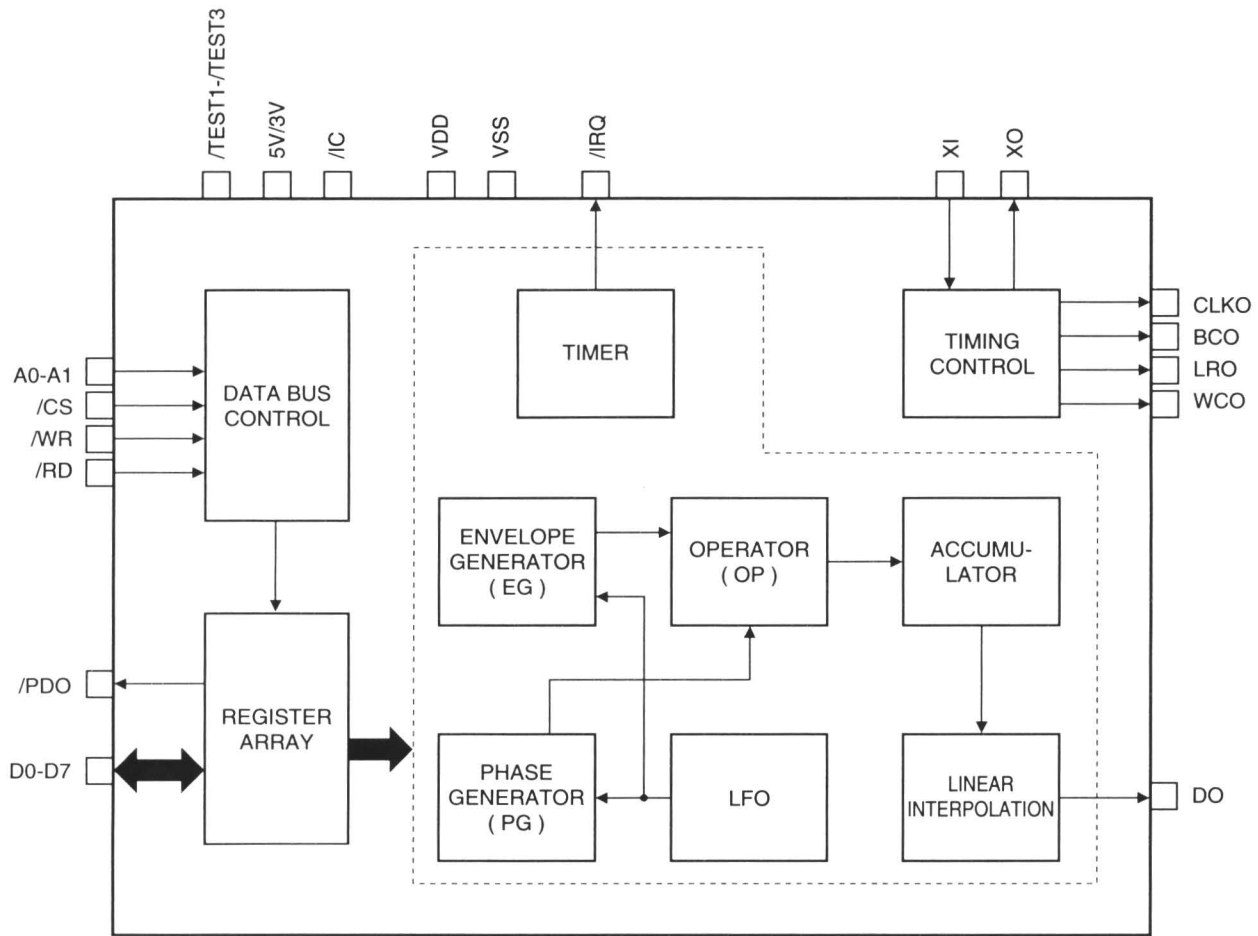 /TEST1-/TEST3
5V/3V
/IC
VDD
VSS
/IRQ
XI
XO
A0-A1
/CS
/WR
/RD
DATA BUS
CONTROL
TIMER
TIMING
CONTROL
CLKO
BCO
LRO
WCO
ENVELOPE
GENERATOR
( EG )
OPERATOR
( OP )
ACCUMU-
LATOR
/PDO
D0-D7
REGISTER
ARRAY
PHASE
GENERATOR
( PG )
LFO
LINEAR
INTERPOLATION
DO